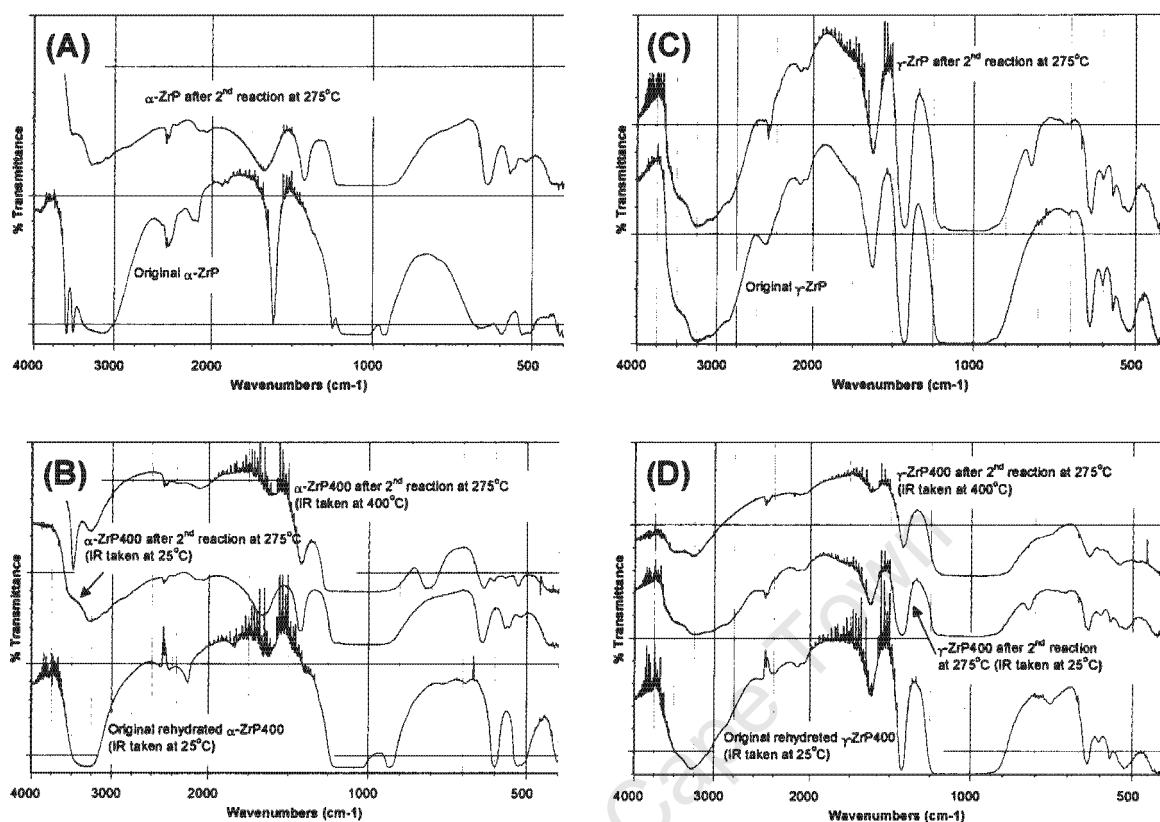 (A)
α-ZrP after 2nd reaction at 275°C
Original α-ZrP
% Transmittance
4000 3000 2000 1000 500
Wavenumbers (cm-1)
(C)
γ-ZrP after 2nd reaction at 275°C
Original γ-ZrP
% Transmittance
4000 3000 2000 1000 500
Wavenumbers (cm-1)
(B)
α-ZrP400 after 2nd reaction at 275°C
(IR taken at 400°C)
α-ZrP400 after 2nd reaction at 275°C
(IR taken at 25°C)
Original rehydrated α-ZrP400
(IR taken at 25°C)
% Transmittance
4000 3000 2000 1000 500
Wavenumbers (cm-1)
(D)
γ-ZrP400 after 2nd reaction at 275°C
(IR taken at 400°C)
γ-ZrP400 after 2nd reaction
at 275°C (IR taken at 25°C)
Original rehydreted γ-ZrP400
(IR taken at 25°C)
% Transmittance
4000 3000 2000 1000 500
Wavenumbers (cm-1)
Cape Town